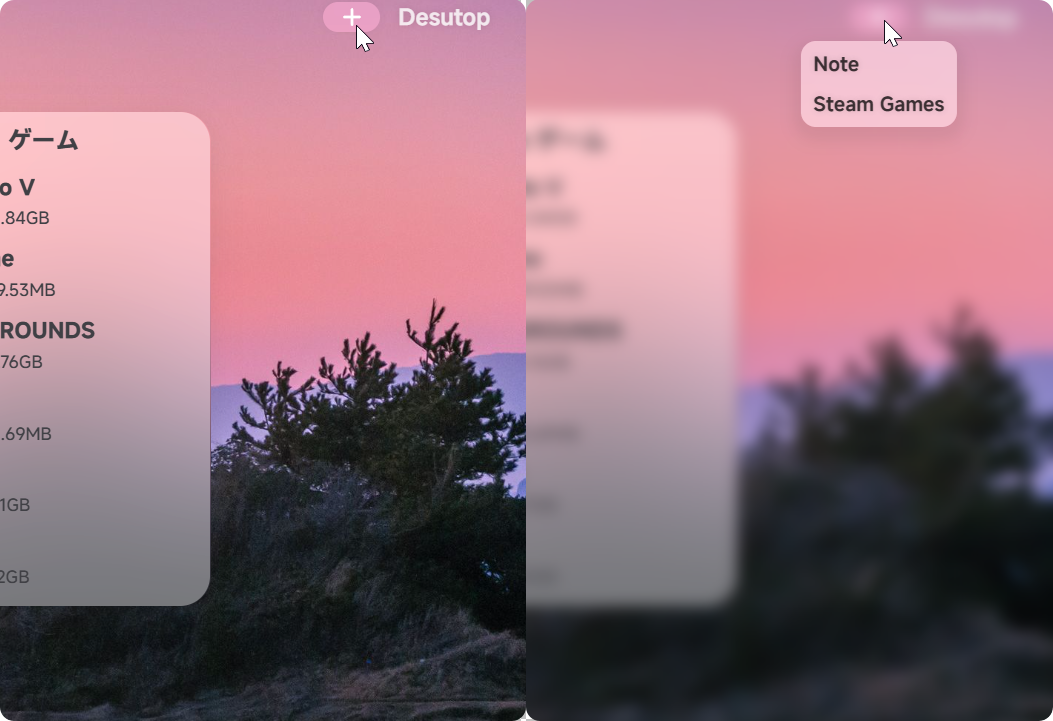 Desutop
ゲーム
o V
.84GB
e
9.53MB
ROUNDS
76GB
.69MB
1GB
2GB
Note
Steam Games